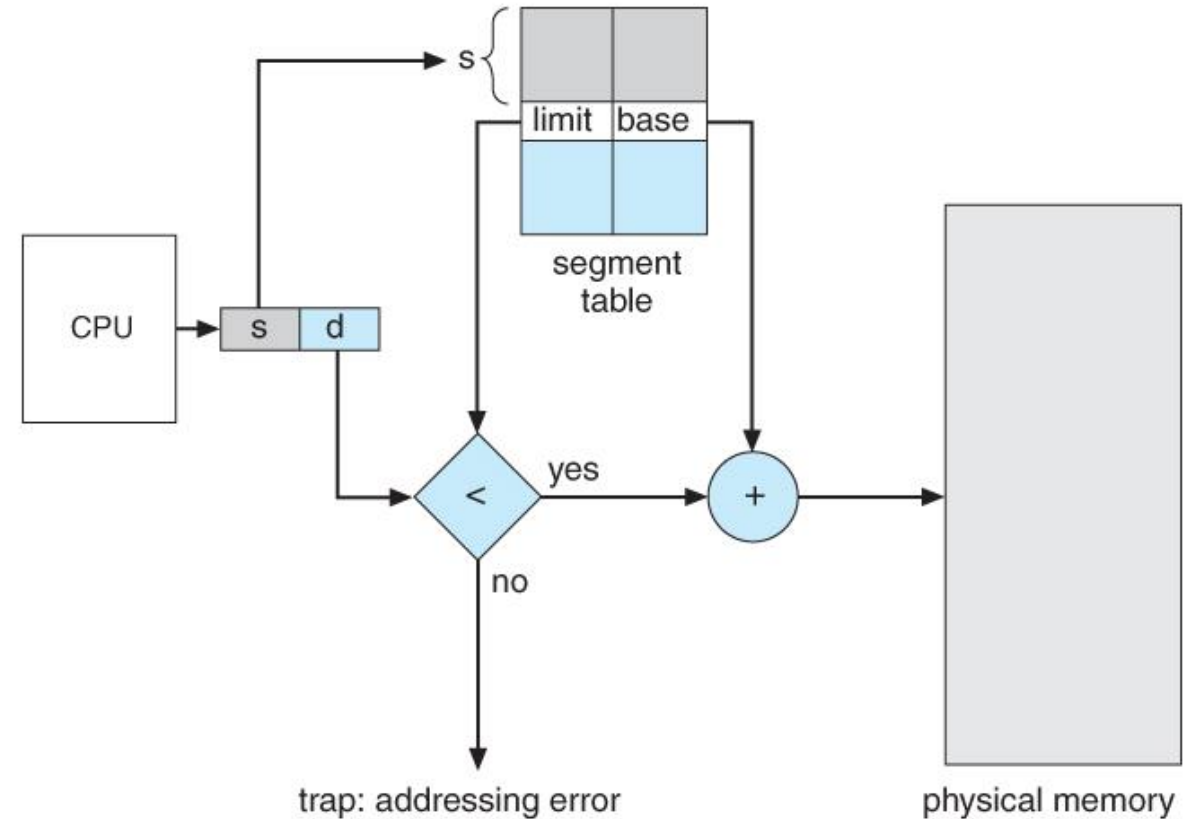 s
limit base
segment
table
CPU
s d
<
yes
+
no
trap: addressing error
physical memory